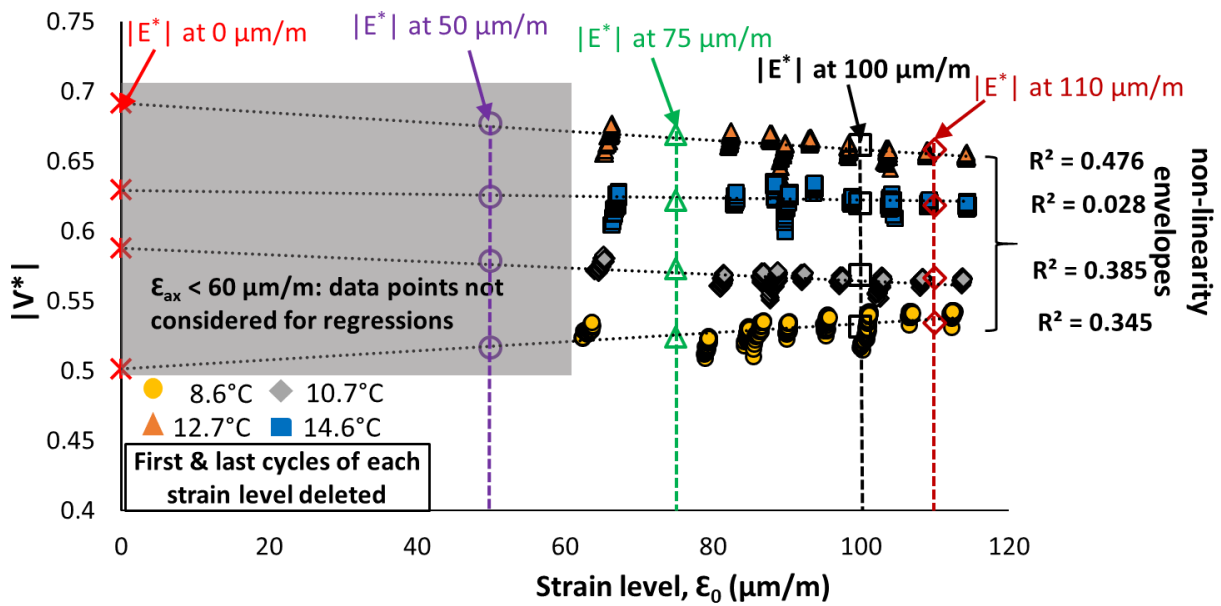 |E*| at 0 μm/m
|E*| at 50 μm/m
|E*| at 75 μm/m
|E*| at 100 μm/m
|E*| at 110 μm/m
0.75
0.7
0.65
0.6
0.55
0.5
0.45
0.4
|V*|
Ɛax < 60 μm/m: data points not
considered for regressions
8.6°C
10.7°C
12.7°C
14.6°C
First & last cycles of each
strain level deleted
R² = 0.476
R² = 0.028
R² = 0.385
R² = 0.345
non-linearity
envelopes
0
20
40
60
80
100
120
Strain level, Ɛ0 (μm/m)